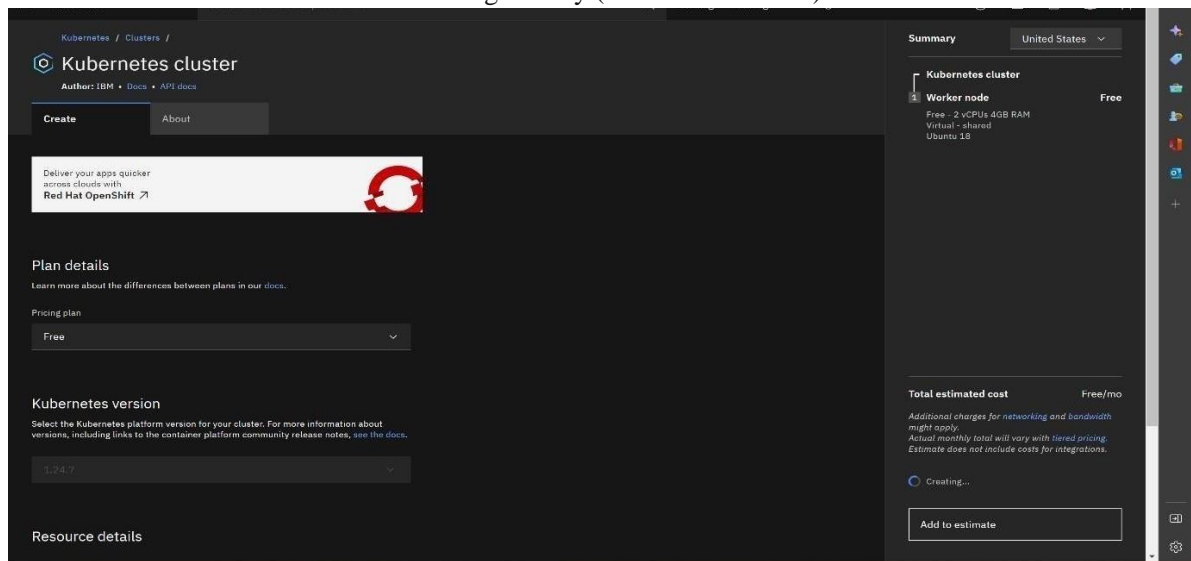 Kubernetes / Clusters /
Kubernetes cluster
Author: IBM • Docs • API docs
Create
About
Deliver your apps quicker
across clouds with
Red Hat OpenShift
Plan details
Learn more about the differences between plans in our docs.
Pricing plan
Free
Kubernetes version
Select the Kubernetes platform version for your cluster. For more information about
versions, including links to the container platform community release notes, see the docs.
1.24.7
Resource details
Summary
United States
Kubernetes cluster
1 Worker node Free
Free - 2 vCPUs 4GB RAM
Virtual - shared
Ubuntu 18
Total estimated cost Free/mo
Additional charges for networking and bandwidth
might apply.
Actual monthly total will vary with tiered pricing.
Estimate does not include costs for integrations.
Creating...
Add to estimate